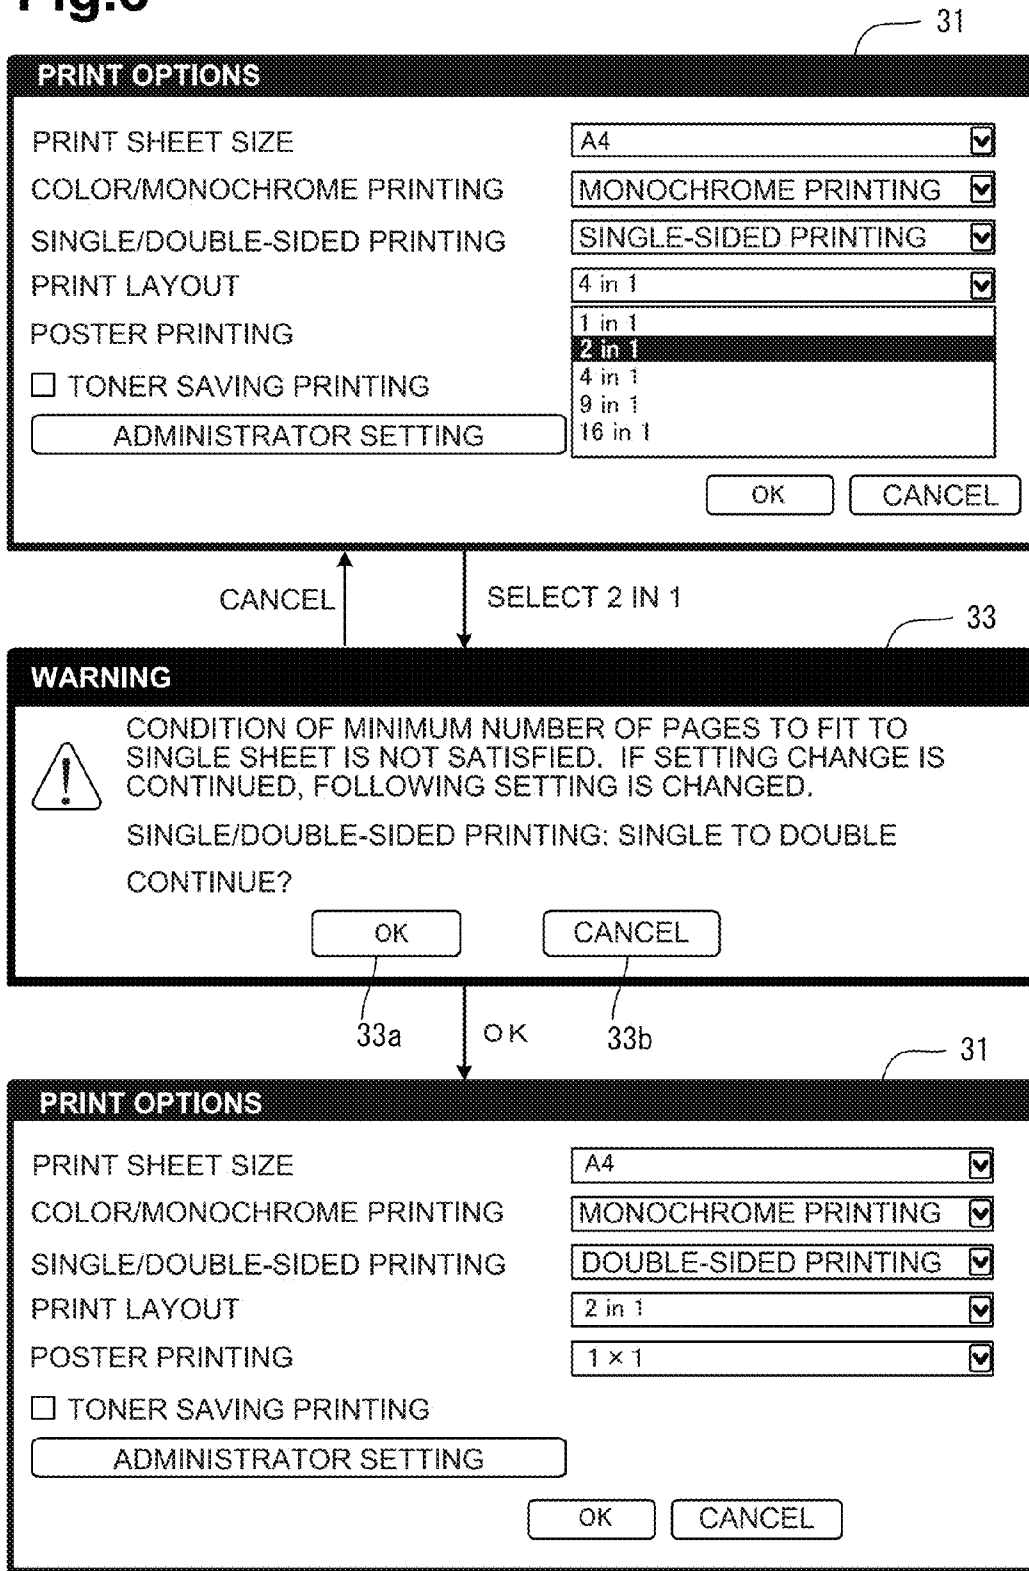 31
PRINT OPTIONS
PRINT SHEET SIZE A4
COLOR/MONOCHROME PRINTING MONOCHROME PRINTING
SINGLE/DOUBLE-SIDED PRINTING SINGLE-SIDED PRINTING
PRINT LAYOUT 4 in 1
POSTER PRINTING 1 in 1
2 in 1
TONER SAVING PRINTING 4 in 1
9 in 1
ADMINISTRATOR SETTING 16 in 1
OK CANCEL
CANCEL SELECT 2 IN 1
33
WARNING
CONDITION OF MINIMUM NUMBER OF PAGES TO FIT TO
SINGLE SHEET IS NOT SATISFIED. IF SETTING CHANGE IS
CONTINUED, FOLLOWING SETTING IS CHANGED.
SINGLE/DOUBLE-SIDED PRINTING: SINGLE TO DOUBLE
CONTINUE?
OK CANCEL
33a OK 33b
31
PRINT OPTIONS
PRINT SHEET SIZE A4
COLOR/MONOCHROME PRINTING MONOCHROME PRINTING
SINGLE/DOUBLE-SIDED PRINTING DOUBLE-SIDED PRINTING
PRINT LAYOUT 2 in 1
POSTER PRINTING 1 × 1
TONER SAVING PRINTING
ADMINISTRATOR SETTING
OK CANCEL